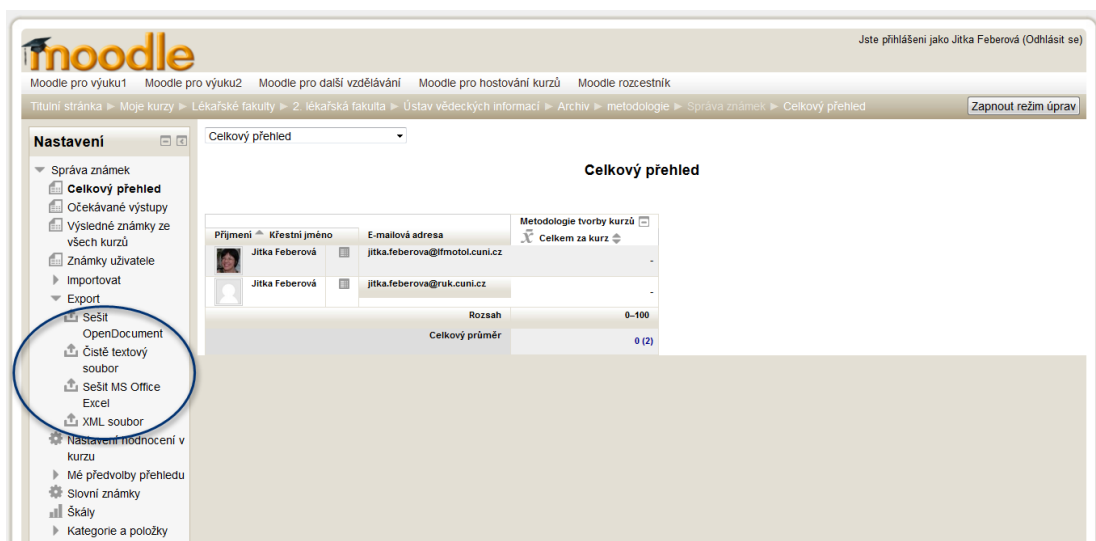 Jste přihlášeni jako Jitka Feberová (Odhlásit se)
moodle
Moodle pro výuku1 Moodle pro výuku2 Moodle pro další vzdělávání Moodle pro hostování kurzů Moodle rozcestník
Titulní stránka ► Moje kurzy ► Lékařské fakulty ► 2. lékařská fakulta ► Ústav vědeckých informací ► Archiv ► metodologie ► Správa známek ► Celkový přehled Zapnout režim úprav
Nastavení
Správa známek
Celkový přehled
Očekávané výstupy
Výsledné známky ze
všech kurzů
Známky uživatele
Importovat
Export
Sešit
OpenDocument
Čistě textový
soubor
Sešit MS Office
Excel
XML soubor
Nastavení hodnocení v
kurzu
Mé předvolby přehledu
Slovní známky
Škály
Kategorie a položky
Celkový přehled
Celkový přehled
Metodologie tvorby kurzů
Příjmení Křestní jméno E-mailová adresa x̄ Celkem za kurz
Jitka Feberová jitka.feberova@lfmotol.cuni.cz -
Jitka Feberová jitka.feberova@ruk.cuni.cz -
Rozsah 0–100
Celkový průměr 0 (2)